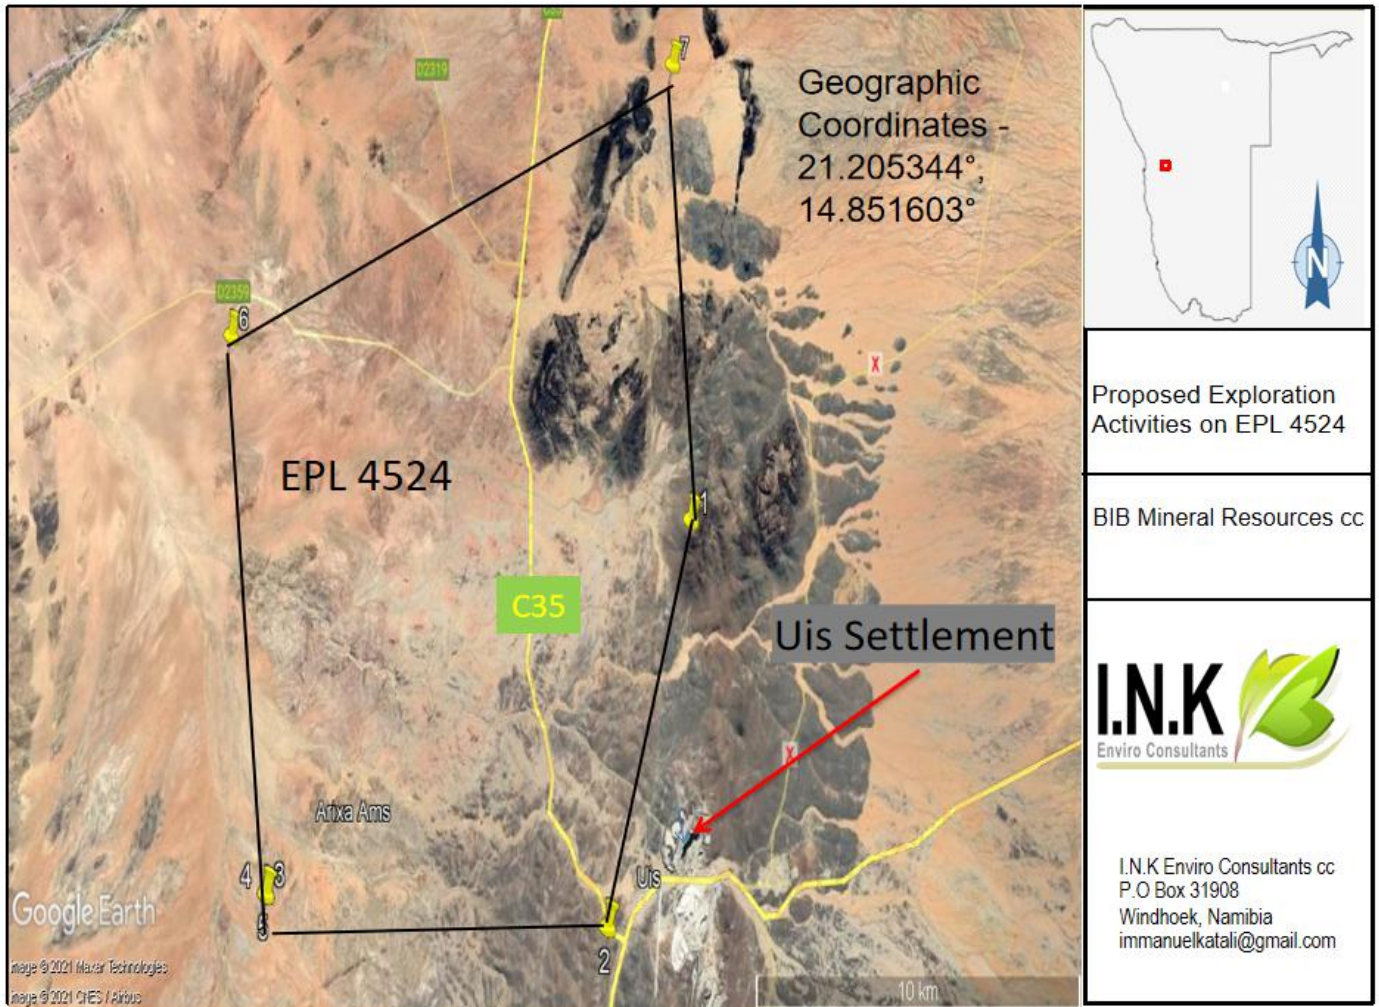 C35
7
D2319
Geographic
Coordinates -
21.205344°,
14.851603°
N
D2359
6
X
Proposed Exploration
Activities on EPL 4524
EPL 4524
1
BIB Mineral Resources cc
C35
Uis Settlement
I.N.K
Enviro Consultants
X
Arixa Ams
4 3
Uis
Google Earth
5
2
I.N.K Enviro Consultants cc
P.O Box 31908
Windhoek, Namibia
immanuelkatali@gmail.com
Image © 2021 Maxar Technologies
Image © 2021 CNES / Airbus
10 km